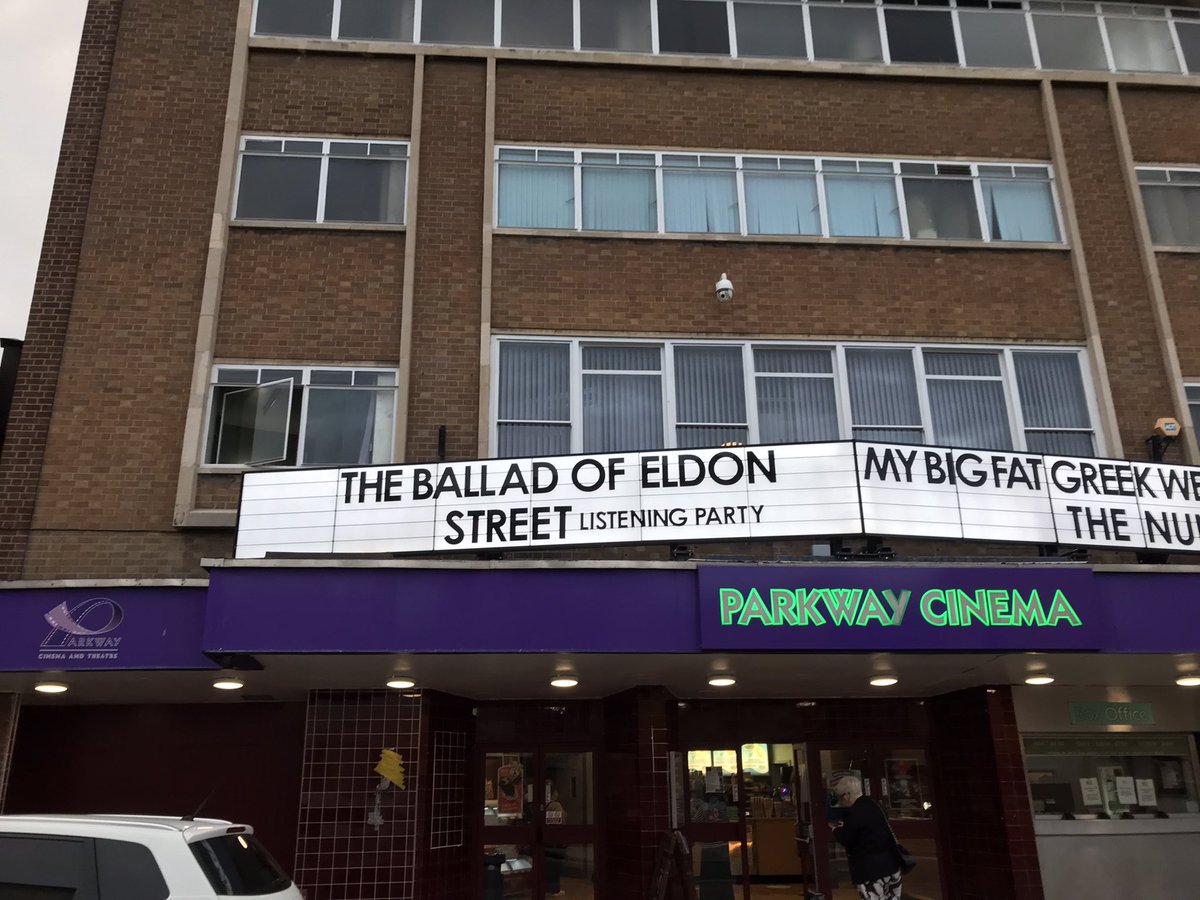 THE BALLAD OF ELDON
STREET LISTENING PARTY
MY BIG FAT GREEK WE
THE NU
PARKWAY CINEMA
PARKWAY
CINEMA AND THEATRE
Box Office